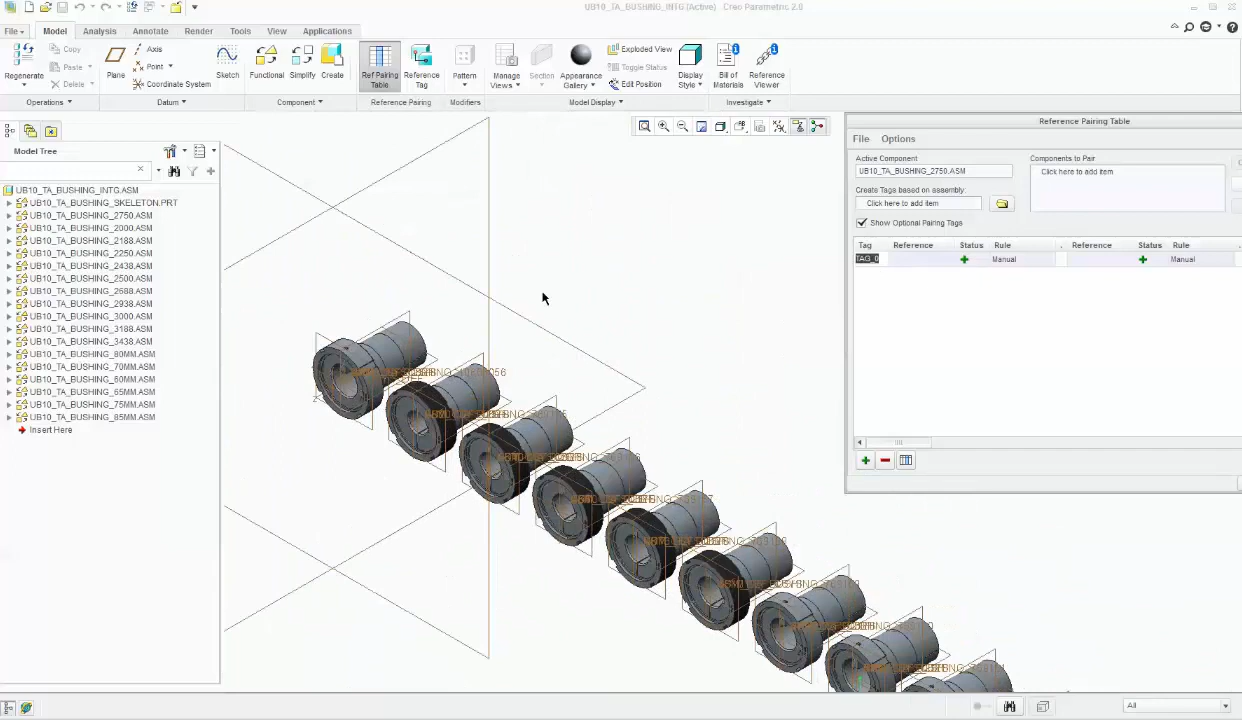 UB10_TA_BUSHING_INTG (Active) - Creo Parametric 2.0
File Model Analysis Annotate Render Tools View Applications
Regenerate
Copy
Paste
Delete
Operations
Plane
Axis
Point
Coordinate System
Sketch
Datum
Functional
Simplify
Create
Component
Ref Pairing Table
Reference Tag
Reference Pairing
Pattern
Modifiers
Manage Views
Section
Appearance Gallery
Exploded View
Toggle Status
Edit Position
Display Style
Model Display
Bill of Materials
Reference Viewer
Investigate
Model Tree
UB10_TA_BUSHING_INTG.ASM
UB10_TA_BUSHING_SKELETON.PRT
UB10_TA_BUSHING_2750.ASM
UB10_TA_BUSHING_2000.ASM
UB10_TA_BUSHING_2188.ASM
UB10_TA_BUSHING_2250.ASM
UB10_TA_BUSHING_2438.ASM
UB10_TA_BUSHING_2500.ASM
UB10_TA_BUSHING_2688.ASM
UB10_TA_BUSHING_2938.ASM
UB10_TA_BUSHING_3000.ASM
UB10_TA_BUSHING_3188.ASM
UB10_TA_BUSHING_3438.ASM
UB10_TA_BUSHING_80MM.ASM
UB10_TA_BUSHING_70MM.ASM
UB10_TA_BUSHING_60MM.ASM
UB10_TA_BUSHING_65MM.ASM
UB10_TA_BUSHING_75MM.ASM
UB10_TA_BUSHING_85MM.ASM
Insert Here
Reference Pairing Table
File Options
Active Component
UB10_TA_BUSHING_2750.ASM
Components to Pair
Click here to add item
Create Tags based on assembly:
Click here to add item
Show Optional Pairing Tags
Tag Reference Status Rule . Reference Status Rule
TAG_0 Manual Manual
All